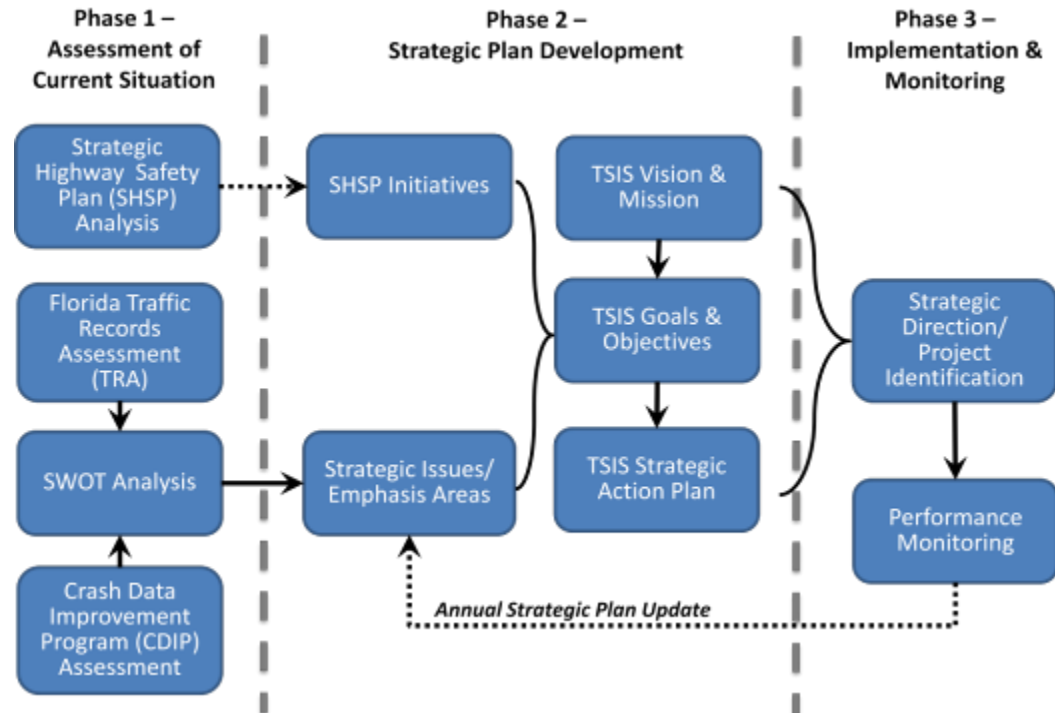 Phase 1 –
Assessment of
Current Situation
Phase 2 –
Strategic Plan Development
Phase 3 –
Implementation &
Monitoring
Strategic
Highway Safety
Plan (SHSP)
Analysis
Florida Traffic
Records
Assessment
(TRA)
SWOT Analysis
Crash Data
Improvement
Program (CDIP)
Assessment
SHSP Initiatives
Strategic Issues/
Emphasis Areas
TSIS Vision &
Mission
TSIS Goals &
Objectives
TSIS Strategic
Action Plan
Annual Strategic Plan Update
Strategic
Direction/
Project
Identification
Performance
Monitoring